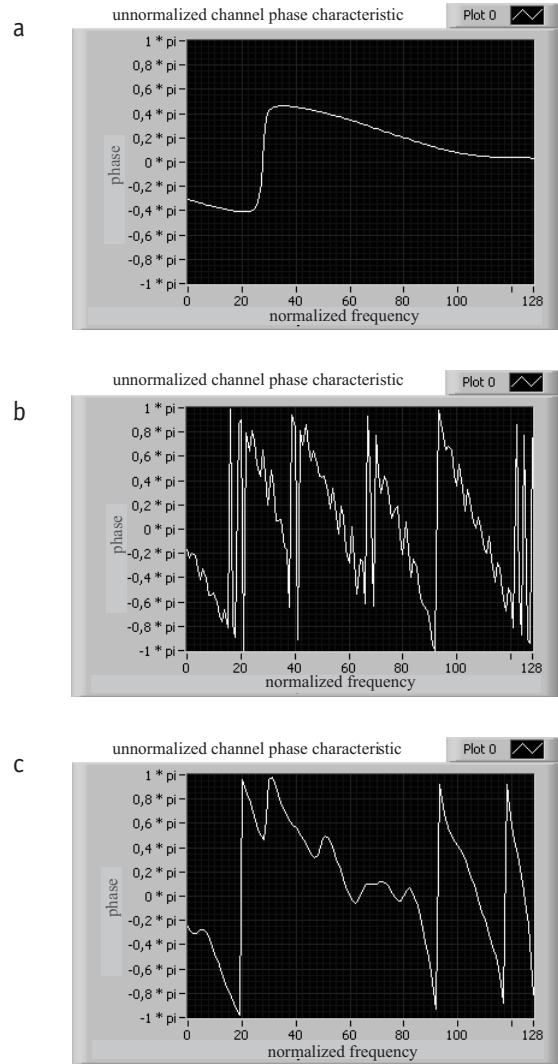 a
unnormalized channel phase characteristic
Plot 0
1 * pi
0,8 * pi
0,6 * pi
0,4 * pi
0,2 * pi
0 * pi
-0,2 * pi
-0,4 * pi
-0,6 * pi
-0,8 * pi
-1 * pi
phase
0 20 40 60 80 100 128
normalized frequency
b
unnormalized channel phase characteristic
Plot 0
1 * pi
0,8 * pi
0,6 * pi
0,4 * pi
0,2 * pi
0 * pi
-0,2 * pi
-0,4 * pi
-0,6 * pi
-0,8 * pi
-1 * pi
phase
0 20 40 60 80 100 128
normalized frequency
c
unnormalized channel phase characteristic
Plot 0
1 * pi
0,8 * pi
0,6 * pi
0,4 * pi
0,2 * pi
0 * pi
-0,2 * pi
-0,4 * pi
-0,6 * pi
-0,8 * pi
-1 * pi
phase
0 20 40 60 80 100 128
normalized frequency